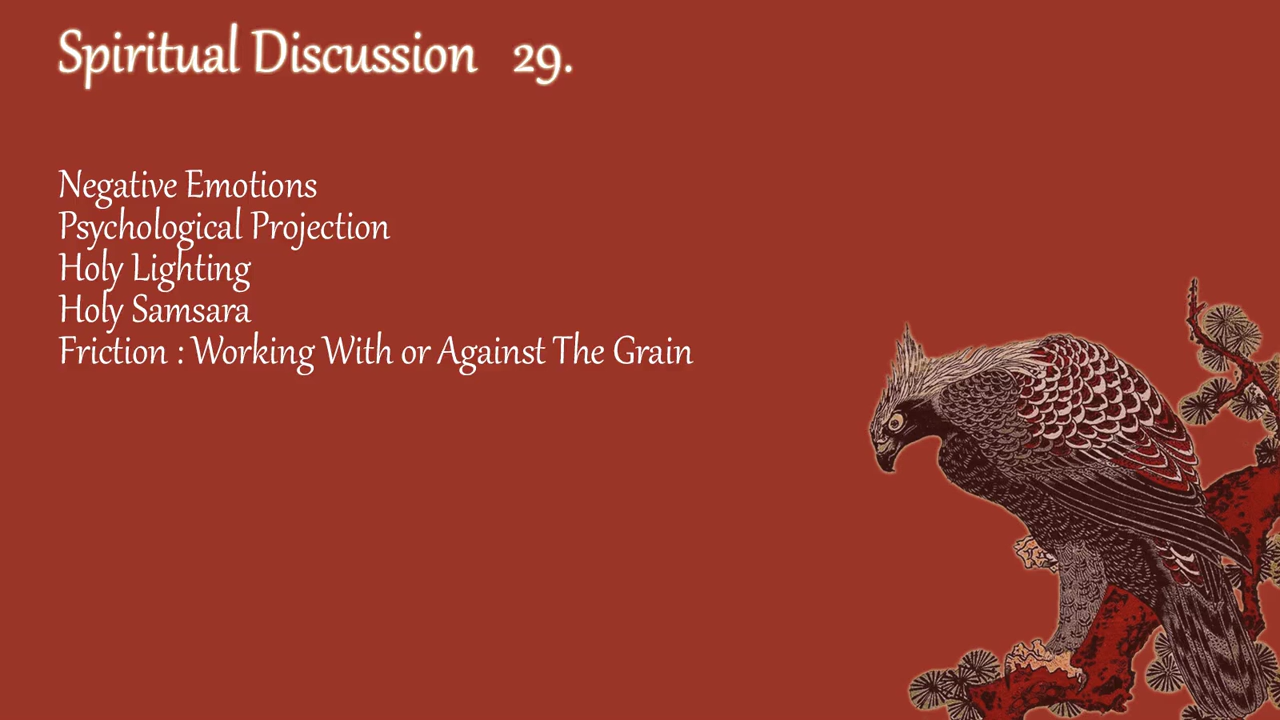 Spiritual Discussion 29.
Negative Emotions
Psychological Projection
Holy Lighting
Holy Samsara
Friction : Working With or Against The Grain